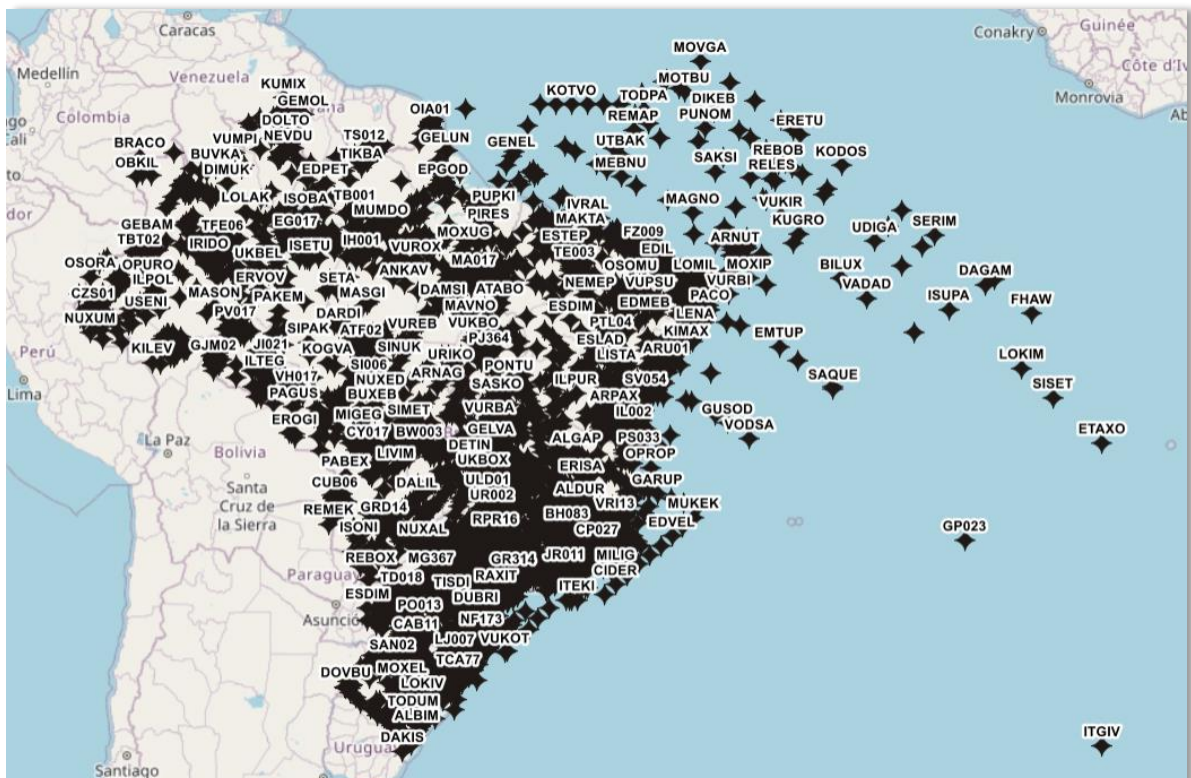 MOVGA
Caracas
Conakry
Guinée
Medellin
Venezuela
KUMIX
MOTBU
Côte d'Iv
GEMOL
KOTVO
TODPA
DIKEB
Monrovia
Colombia
OIA01
REMAP
PUNOM
DOLTO
ERETU
Cali
VUMPI
NEVDU
TS012
GELUN
GENEL
UTBAK
REBOB
BRACO
BUVKA
TIKBA
SAKSI
RELES
KODOS
OBKIL
DIMUK
EDPET
EPGOD
MEBNU
LOLAK
ISOBA
TB001
PUPKI
IVRAL
MAGNO
VUKIR
MUMDO
PIRES
MAKTA
KUGRO
SERIM
GEBAM
TFE06
EG017
MOXUG
ESTEP
FZ009
ARNUT
UDIGA
TBT02
IRIDO
UKBEL
ISETU
IH001
VUROX
TE003
EDIL
OSORA
OPURO
MA017
OSOMU
LOMIL
MOXIP
BILUX
DAGAM
ILPOL
ERVOV
SETA
ANKAV
NEMEP
VUPSU
VURBI
VADAD
CZS01
USENI
MASON
PAKEM
MASGI
DAMSI
ATABO
EDMEB
PACO
ISUPA
FHAW
NUXUM
PV017
DARDI
MAVNO
ESDIM
LENA
SIPAK
ATF02
VUREB
VUKBO
PTL04
KIMAX
EMTUP
Perú
KILEV
GJM02
JI021
KOGVA
SINUK
PJ364
ESLAD
ARU01
ILTEG
SI006
URIKO
LISTA
LOKIM
Lima
VH017
NUXED
ARNAG
PONTU
ILPUR
SV054
SAQUE
SISET
PAGUS
BUXEB
SASKO
ARPAX
EROGI
MIGEG
SIMET
VURBA
IL002
GUSOD
VODSA
ETAXO
La Paz
CY017
BW003
GELVA
ALGAP
PS033
Bolivia
LIVIM
DETIN
OPROP
PABEX
UKBOX
ERISA
Santa
Cruz de
la Sierra
CUB06
DALIL
ULD01
ALDUR
GARUP
REMEK
GRD14
UR002
VRI13
MUKEK
ISONI
NUXAL
RPR16
BH083
EDVEL
GP023
CP027
REBOX
MG367
GR314
JR011
MILIG
Paraguay
TD018
TISDI
RAXIT
CIDER
ESDIM
DUBRI
ITEKI
Asunció
PO013
CAB11
NF173
SAN02
LJ007
VUKOT
TCA77
DOVBU
MOXEL
LOKIV
TODUM
ALBIM
ITGIV
DAKIS
Uruguay
Santiago